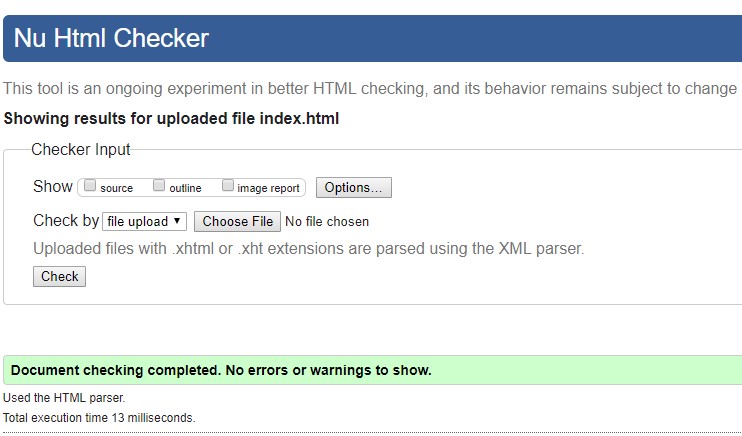 Nu Html Checker
This tool is an ongoing experiment in better HTML checking, and its behavior remains subject to change
Showing results for uploaded file index.html
Checker Input
Show source outline image report Options...
Check by file upload Choose File No file chosen
Uploaded files with .xhtml or .xht extensions are parsed using the XML parser.
Check
Document checking completed. No errors or warnings to show.
Used the HTML parser.
Total execution time 13 milliseconds.